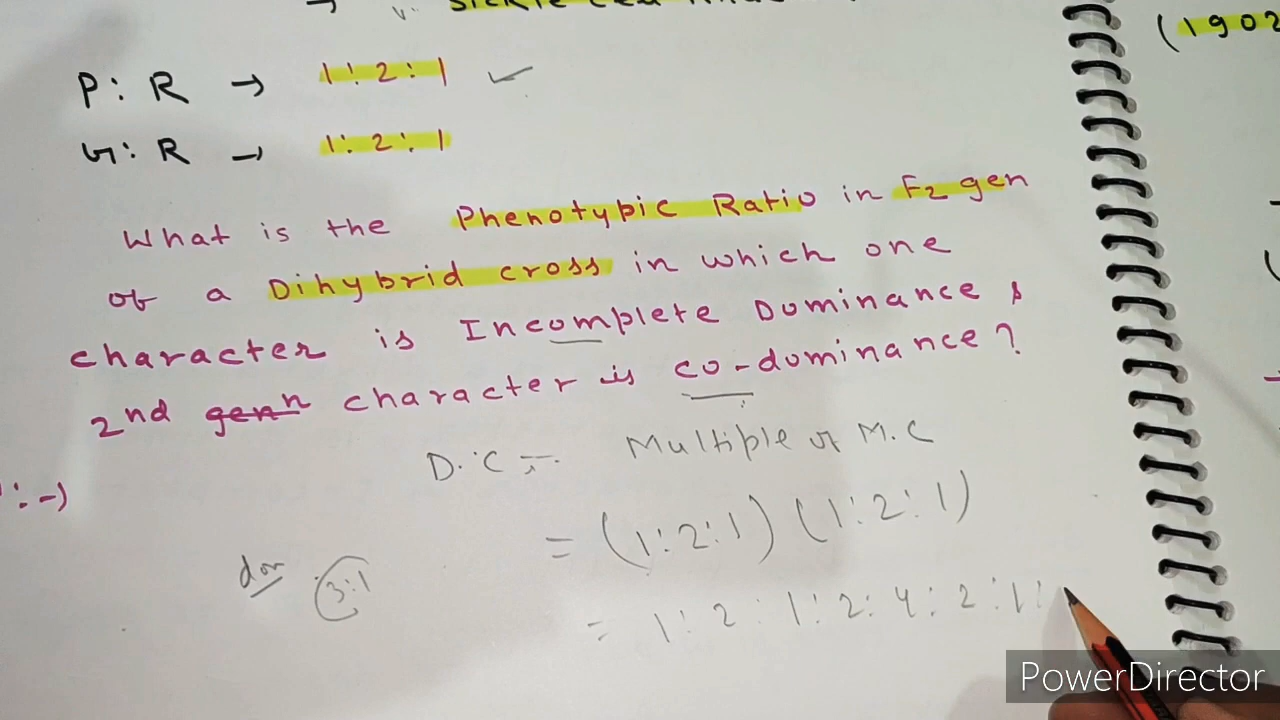 (1902
P: R → 1:2:1 ✓
G: R → 1:2:1
What is the Phenotypic Ratio in F2 gen
of a Dihybrid cross in which one
character is Incomplete Dominance &
2nd character is co-dominance?
D.C :- Multiple of M.C
:-)
= (1:2:1) (1:2:1)
3:1
= 1:2:1:2:4:2:1:
PowerDirector